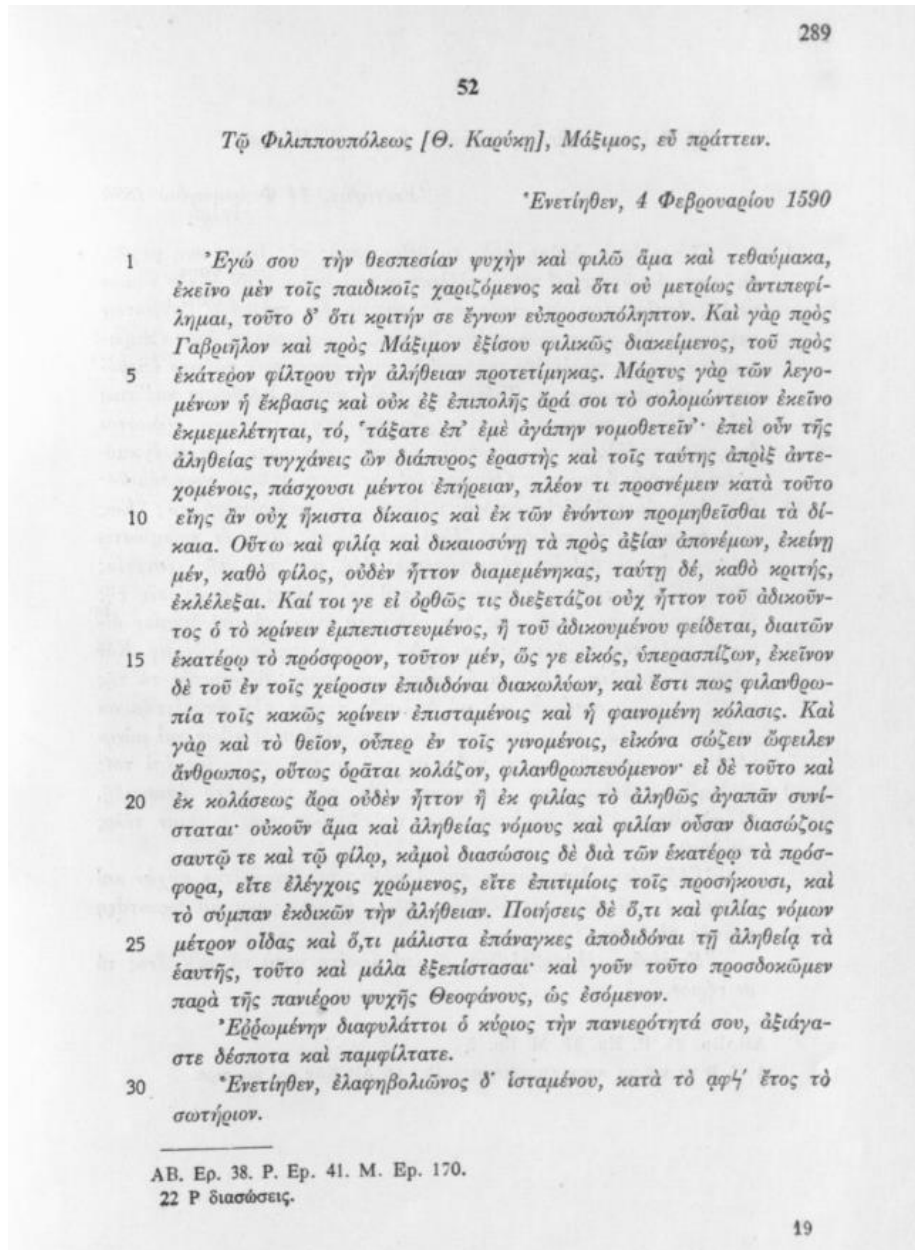 289
52
Τῷ Φιλιππουπόλεως [Θ. Καρύκῃ], Μάξιμος, εὖ πράττειν.
Ἐνετίηθεν, 4 Φεβρουαρίου 1590
1 Ἐγώ σου τὴν θεσπεσίαν ψυχὴν καὶ φιλῶ ἅμα καὶ τεθαύμακα,
ἐκεῖνο μὲν τοῖς παιδικοῖς χαριζόμενος καὶ ὅτι οὐ μετρίως ἀντιπεφί-
λημαι, τοῦτο δ' ὅτι κριτήν σε ἔγνων εὐπροσωπόληπτον. Καὶ γὰρ πρὸς
Γαβριῆλον καὶ πρὸς Μάξιμον ἐξίσου φιλικῶς διακείμενος, τοῦ πρὸς
5 ἑκάτερον φίλτρου τὴν ἀλήθειαν προτετίμηκας. Μάρτυς γὰρ τῶν λεγο-
μένων ἡ ἔκβασις καὶ οὐκ ἐξ ἐπιπολῆς ἄρά σοι τὸ σολομώντειον ἐκεῖνο
ἐκμεμελέτηται, τό, 'τάξατε ἐπ' ἐμὲ ἀγάπην νομοθετεῖν'· ἐπεὶ οὖν τῆς
ἀληθείας τυγχάνεις ὢν διάπυρος ἐραστὴς καὶ τοῖς ταύτης ἀπρὶξ ἀντε-
χομένοις, πάσχουσι μέντοι ἐπήρειαν, πλέον τι προσνέμειν κατὰ τοῦτο
10 εἴης ἂν οὐχ ἥκιστα δίκαιος καὶ ἐκ τῶν ἐνόντων προμηθεῖσθαι τὰ δί-
καια. Οὕτω καὶ φιλίᾳ καὶ δικαιοσύνῃ τὰ πρὸς ἀξίαν ἀπονέμων, ἐκείνῃ
μέν, καθὸ φίλος, οὐδὲν ἧττον διαμεμένηκας, ταύτῃ δέ, καθὸ κριτής,
ἐκλέλεξαι. Καί τοι γε εἰ ὀρθῶς τις διεξετάζοι οὐχ ἧττον τοῦ ἀδικοῦν-
τος ὁ τὸ κρίνειν ἐμπεπιστευμένος, ἢ τοῦ ἀδικουμένου φείδεται, διαιτῶν
15 ἑκατέρῳ τὸ πρόσφορον, τοῦτον μέν, ὥς γε εἰκός, ὑπερασπίζων, ἐκεῖνον
δὲ τοῦ ἐν τοῖς χείροσιν ἐπιδιδόναι διακωλύων, καὶ ἔστι πως φιλανθρω-
πία τοῖς κακῶς κρίνειν ἐπισταμένοις καὶ ἡ φαινομένη κόλασις. Καὶ
γὰρ καὶ τὸ θεῖον, οὗπερ ἐν τοῖς γινομένοις, εἰκόνα σώζειν ὤφειλεν
ἄνθρωπος, οὕτως ὁρᾶται κολάζον, φιλανθρωπευόμενον· εἰ δὲ τοῦτο καὶ
20 ἐκ κολάσεως ἄρα οὐδὲν ἧττον ἢ ἐκ φιλίας τὸ ἀληθῶς ἀγαπᾶν συνί-
σταται· οὐκοῦν ἅμα καὶ ἀληθείας νόμους καὶ φιλίαν οὖσαν διασώζοις
σαυτῷ τε καὶ τῷ φίλῳ, κἀμοὶ διασώσοις δὲ διὰ τῶν ἑκατέρῳ τὰ πρόσ-
φορα, εἴτε ἐλέγχοις χρώμενος, εἴτε ἐπιτιμίοις τοῖς προσήκουσι, καὶ
τὸ σύμπαν ἐκδικῶν τὴν ἀλήθειαν. Ποιήσεις δὲ ὅ,τι καὶ φιλίας νόμων
25 μέτρον οἶδας καὶ ὅ,τι μάλιστα ἐπάναγκες ἀποδιδόναι τῇ ἀληθείᾳ τὰ
ἑαυτῆς, τοῦτο καὶ μάλα ἐξεπίστασαι· καὶ γοῦν τοῦτο προσδοκῶμεν
παρὰ τῆς πανιέρου ψυχῆς Θεοφάνους, ὡς ἐσόμενον.
Ἐῤῥωμένην διαφυλάττοι ὁ κύριος τὴν πανιερότητά σου, ἀξιάγα-
στε δέσποτα καὶ παμφίλτατε.
30 Ἐνετίηθεν, ἐλαφηβολιῶνος δ' ἱσταμένου, κατὰ τὸ ͵αφϟ' ἔτος τὸ
σωτήριον.
AB. Ep. 38. P. Ep. 41. M. Ep. 170.
22 P διασώσεις.
19